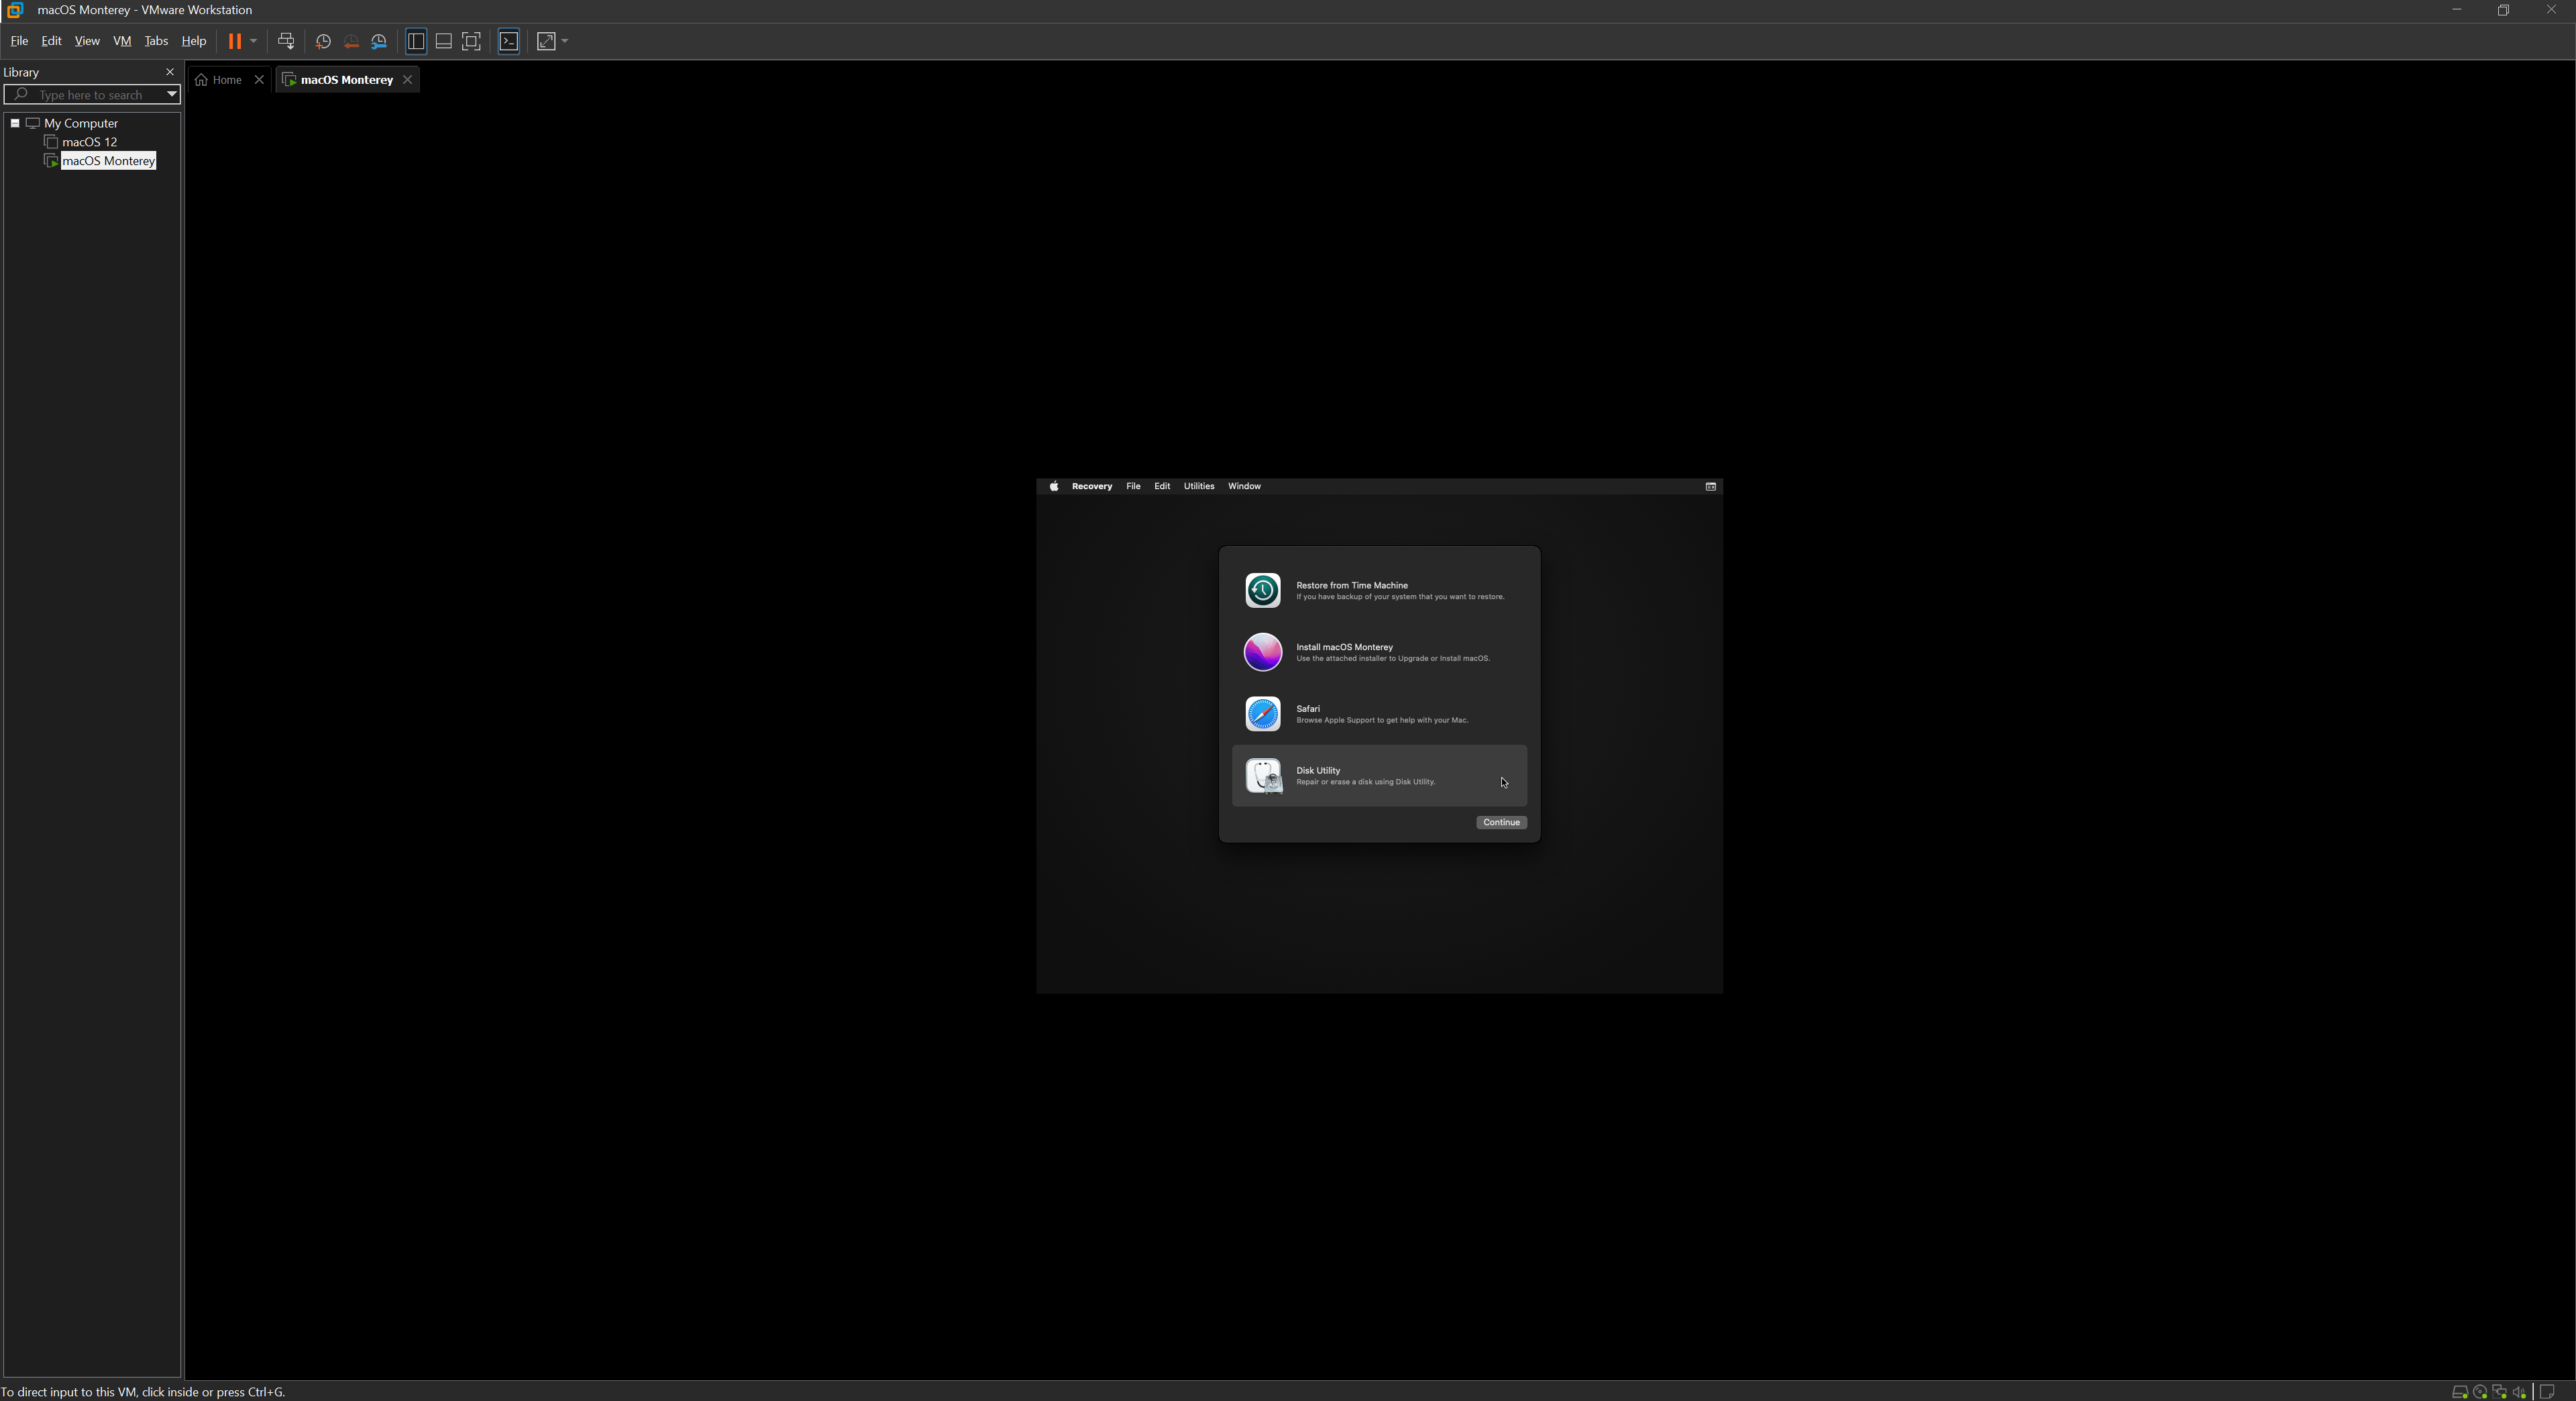 macOS Monterey - VMware Workstation
File Edit View VM Tabs Help
Library
Home
macOS Monterey
Type here to search
My Computer
macOS 12
macOS Monterey
Recovery File Edit Utilities Window
Restore from Time Machine
If you have backup of your system that you want to restore.
Install macOS Monterey
Use the attached installer to Upgrade or Install macOS.
Safari
Browse Apple Support to get help with your Mac.
Disk Utility
Repair or erase a disk using Disk Utility.
Continue
To direct input to this VM, click inside or press Ctrl+G.